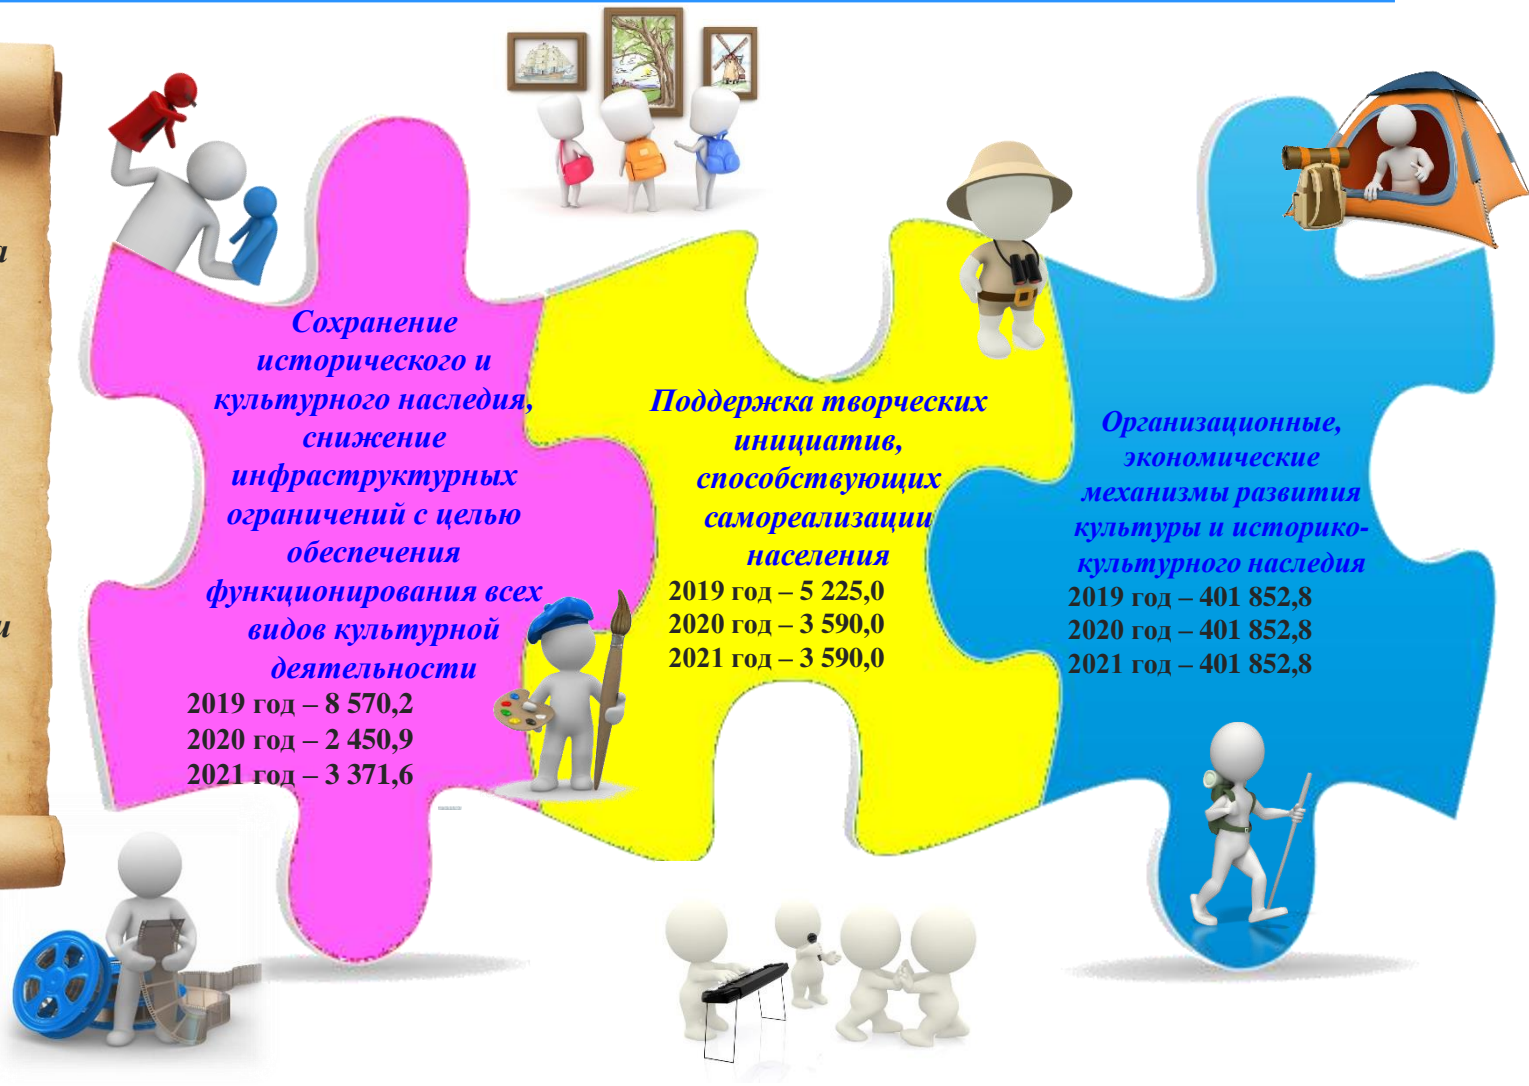 а
и
Сохранение
исторического и
культурного наследия,
снижение
инфраструктурных
ограничений с целью
обеспечения
функционирования всех
видов культурной
деятельности
2019 год – 8 570,2
2020 год – 2 450,9
2021 год – 3 371,6
Поддержка творческих
инициатив,
способствующих
самореализации
населения
2019 год – 5 225,0
2020 год – 3 590,0
2021 год – 3 590,0
Организационные,
экономические
механизмы развития
культуры и историко-
культурного наследия
2019 год – 401 852,8
2020 год – 401 852,8
2021 год – 401 852,8